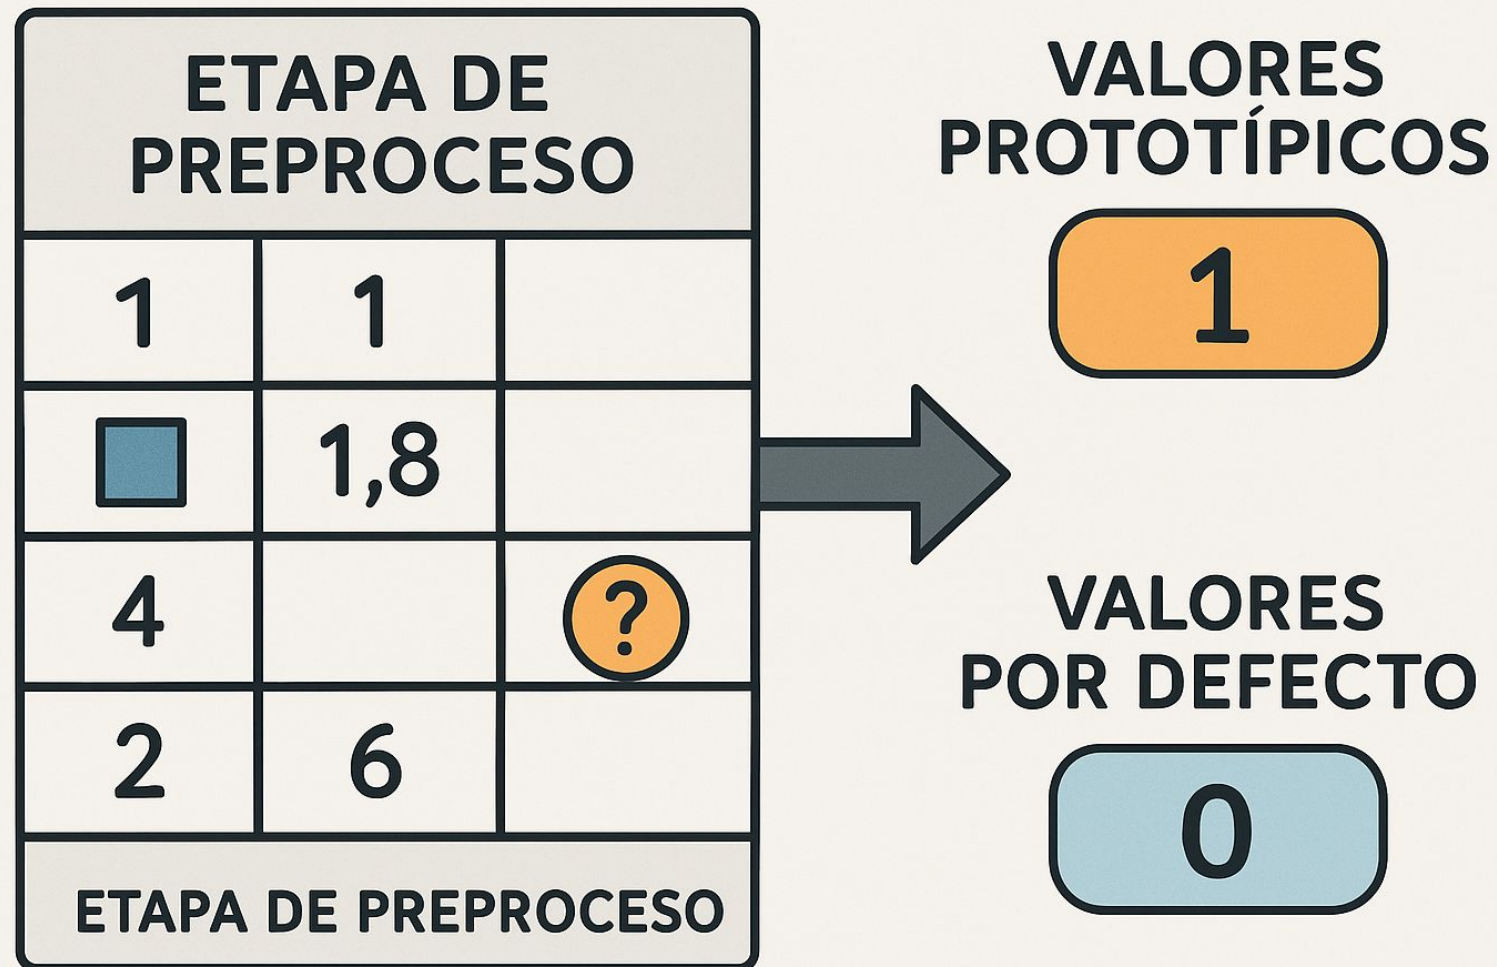 ETAPA DE
PREPROCESO
1 1
1,8
4 ?
2 6
ETAPA DE PREPROCESO
VALORES
PROTOTÍPICOS
1
VALORES
POR DEFECTO
0